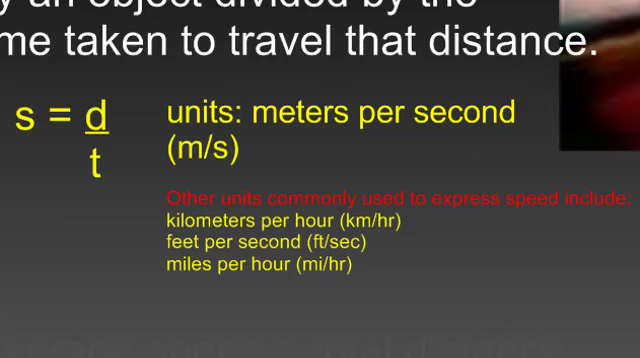 an object divided by the
me taken to travel that distance.
s = d
t
units: meters per second
(m/s)
Other units commonly used to express speed include:
kilometers per hour (km/hr)
feet per second (ft/sec)
miles per hour (mi/hr)